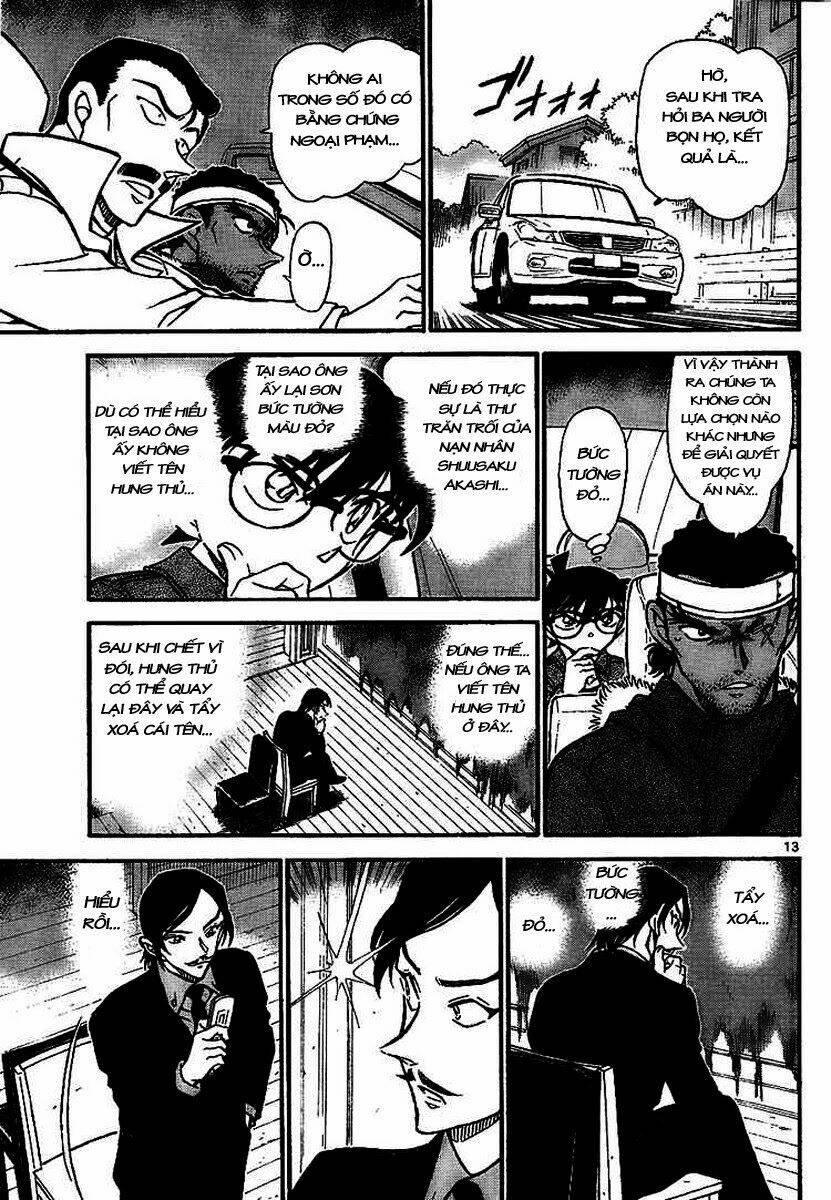 HỜ,
SAU KHI TRA
HỎI BA NGƯỜI
BỌN HỌ, KẾT
QUẢ LÀ...
ゴオオオ
KHÔNG AI
TRONG SỐ ĐÓ CÓ
BẰNG CHỨNG
NGOẠI PHẠM...
Ờ...
VÌ VẬY THÀNH
RA CHÚNG TA
KHÔNG CÒN
LỰA CHỌN NÀO
KHÁC NHƯNG
ĐỂ GIẢI QUYẾT
ĐƯỢC VỤ
ÁN NÀY...
BỨC
TƯỜNG
ĐỎ...
NẾU ĐÓ THỰC
SỰ LÀ THƯ
TRĂN TRỐI CỦA
NẠN NHÂN
SHUUSAKU
AKASHI...
TẠI SAO ÔNG
ẤY LẠI SƠN
BỨC TƯỜNG
MÀU ĐỎ?
DÙ CÓ THỂ HIỂU
TẠI SAO ÔNG
ẤY KHÔNG
VIẾT TÊN
HUNG THỦ...
ĐÚNG THẾ...
NẾU ÔNG TA
VIẾT TÊN
HUNG THỦ
Ở ĐÂY...
SAU KHI CHẾT VÌ
ĐÓI, HUNG THỦ
CÓ THỂ QUAY
LẠI ĐÂY VÀ TẨY
XOÁ CÁI TÊN...
13
TẨY
XOÁ...
BỨC
TƯỜNG
...
ĐỎ...
HIỂU
RỒI...